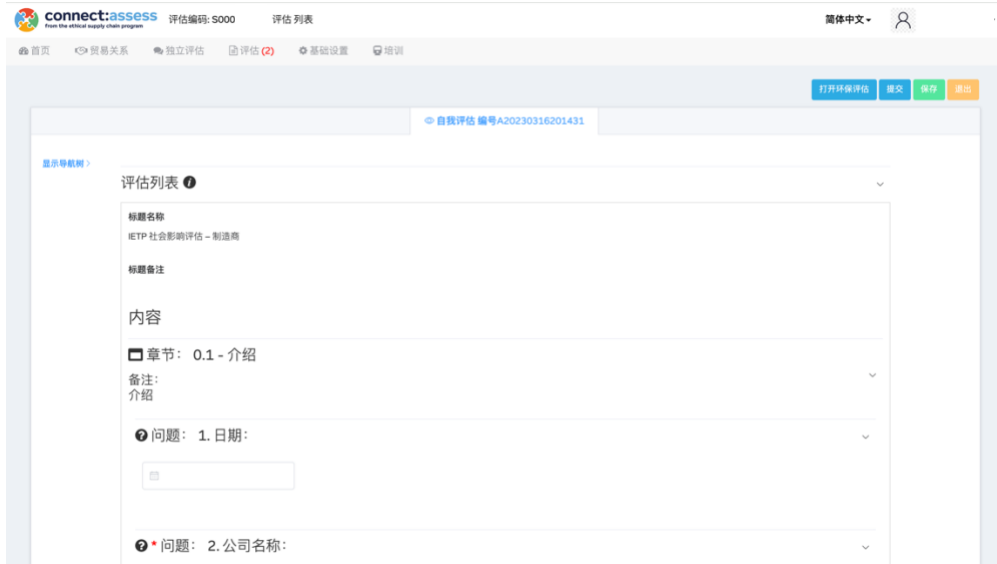 connect:assess
From the ethical supply chain program
评估编码: S000
评估 列表
简体中文
首页 贸易关系 独立评估 评估 (2) 基础设置 培训
打开环保评估 提交 保存 退出
自我评估 编号A20230316201431
显示导航树
评估列表
标题名称
IETP 社会影响评估 – 制造商
标题备注
内容
章节: 0.1 - 介绍
备注:
介绍
问题: 1. 日期:
* 问题: 2. 公司名称: